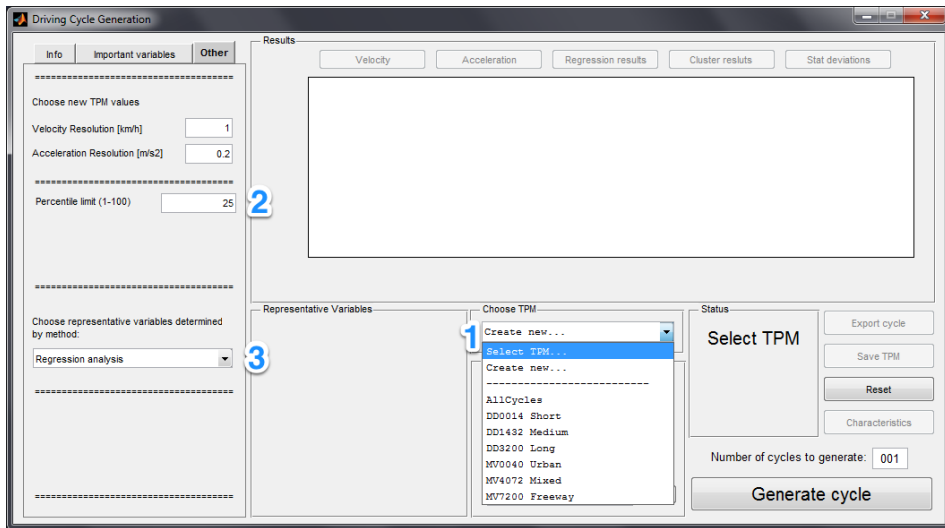 Driving Cycle Generation
Info
Important variables
Other
=====================================
Choose new TPM values
Velocity Resolution [km/h]
1
Acceleration Resolution [m/s2]
0.2
=====================================
Percentile limit (1-100)
25
2
=====================================
Choose representative variables determined
by method:
Regression analysis
3
=====================================
=====================================
Results
Velocity
Acceleration
Regression results
Cluster resluts
Stat deviations
Representative Variables
Choose TPM
1
Create new...
Select TPM...
Create new...
--------------------------
AllCycles
DD0014 Short
DD1432 Medium
DD3200 Long
MV0040 Urban
MV4072 Mixed
MV7200 Freeway
Status
Select TPM
Export cycle
Save TPM
Reset
Characteristics
Number of cycles to generate:
001
Generate cycle